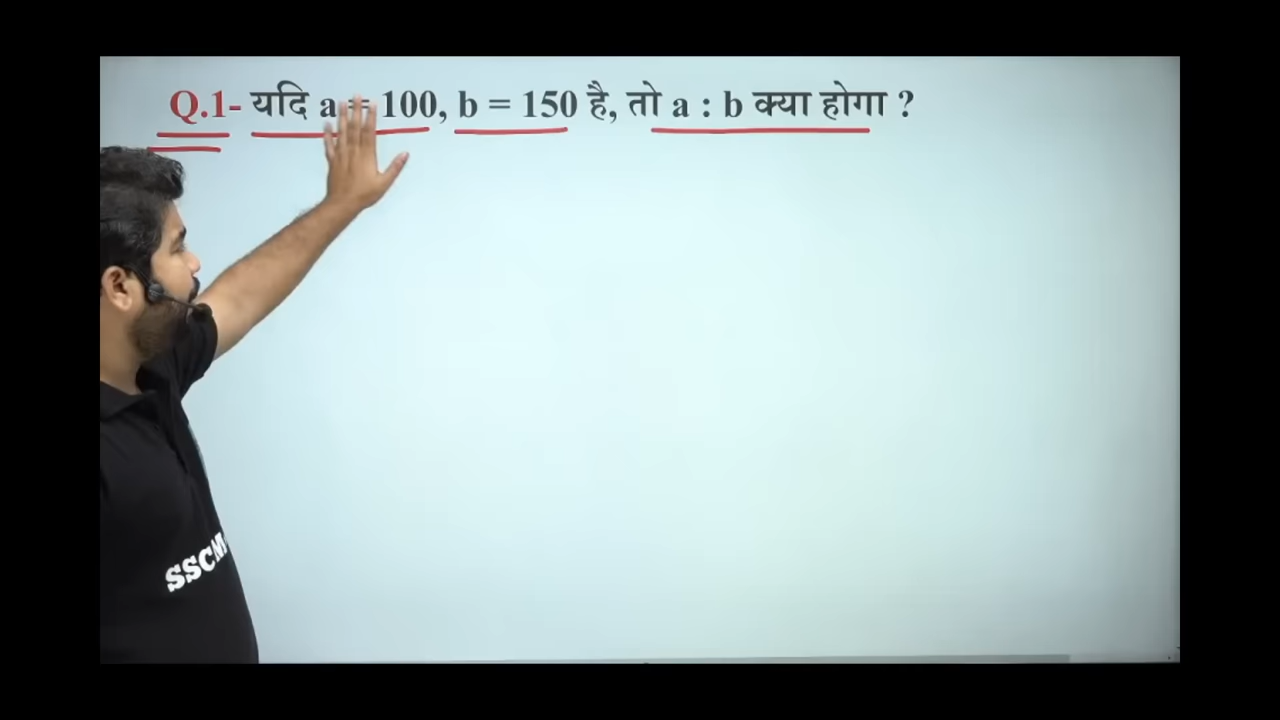 Q.1- यदि a = 100, b = 150 है, तो a : b क्या होगा ?
SSCM